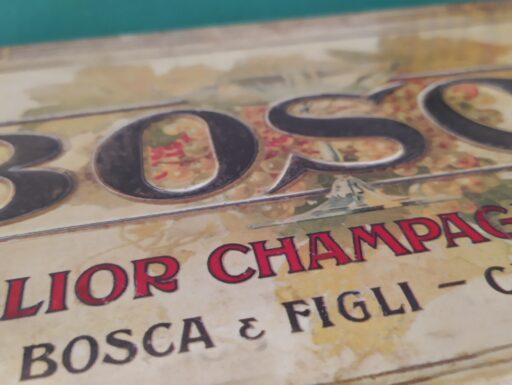 BOSC
LIOR CHAMPAG
BOSCA & FIGLI – C